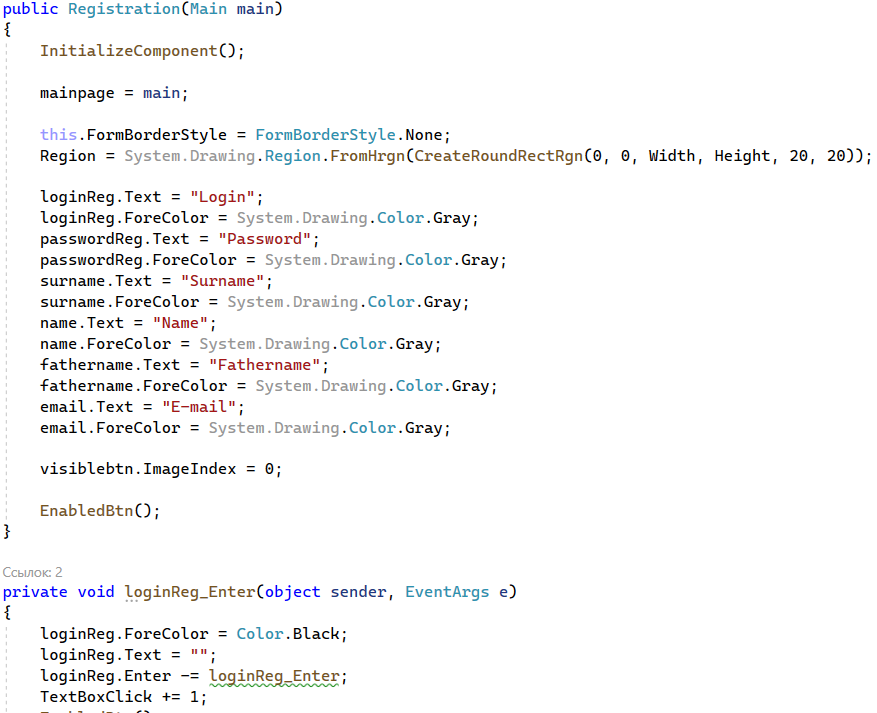 public Registration(Main main)
{
InitializeComponent();
mainpage = main;
this.FormBorderStyle = FormBorderStyle.None;
Region = System.Drawing.Region.FromHrgn(CreateRoundRectRgn(0, 0, Width, Height, 20, 20));
loginReg.Text = "Login";
loginReg.ForeColor = System.Drawing.Color.Gray;
passwordReg.Text = "Password";
passwordReg.ForeColor = System.Drawing.Color.Gray;
surname.Text = "Surname";
surname.ForeColor = System.Drawing.Color.Gray;
name.Text = "Name";
name.ForeColor = System.Drawing.Color.Gray;
fathername.Text = "Fathername";
fathername.ForeColor = System.Drawing.Color.Gray;
email.Text = "E-mail";
email.ForeColor = System.Drawing.Color.Gray;
visiblebtn.ImageIndex = 0;
EnabledBtn();
}
Ссылок: 2
private void loginReg_Enter(object sender, EventArgs e)
{
loginReg.ForeColor = Color.Black;
loginReg.Text = "";
loginReg.Enter -= loginReg_Enter;
TextBoxClick += 1;